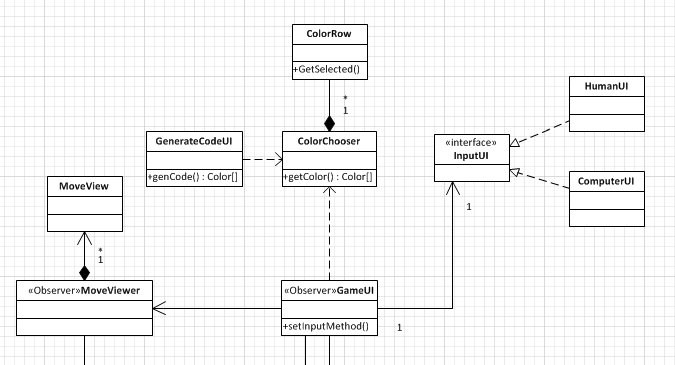 ColorRow
+GetSelected()
*
1
HumanUI
GenerateCodeUI
+genCode() : Color[]
ColorChooser
+getColor() : Color[]
«interface»
InputUI
ComputerUI
MoveView
1
*
1
«Observer»MoveViewer
«Observer»GameUI
+setInputMethod()
1